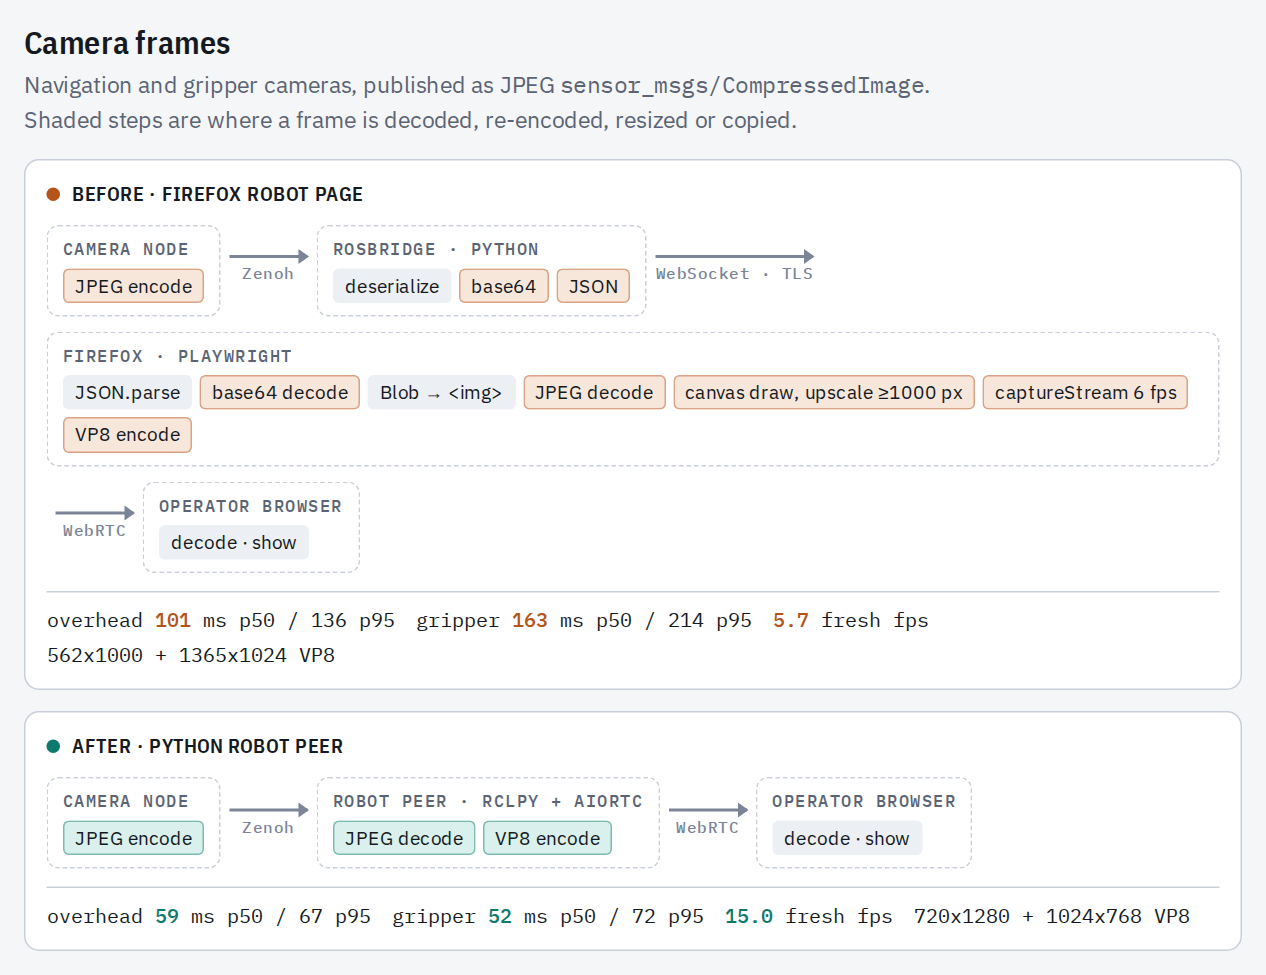 Camera frames
Navigation and gripper cameras, published as JPEG sensor_msgs/CompressedImage.
Shaded steps are where a frame is decoded, re-encoded, resized or copied.
BEFORE · FIREFOX ROBOT PAGE
CAMERA NODE
JPEG encode
Zenoh
ROSBRIDGE · PYTHON
deserialize base64 JSON
WebSocket · TLS
FIREFOX · PLAYWRIGHT
JSON.parse base64 decode Blob → <img> JPEG decode canvas draw, upscale ≥1000 px captureStream 6 fps
VP8 encode
WebRTC
OPERATOR BROWSER
decode · show
overhead 101 ms p50 / 136 p95 gripper 163 ms p50 / 214 p95 5.7 fresh fps
562x1000 + 1365x1024 VP8
AFTER · PYTHON ROBOT PEER
CAMERA NODE
JPEG encode
Zenoh
ROBOT PEER · RCLPY + AIORTC
JPEG decode VP8 encode
WebRTC
OPERATOR BROWSER
decode · show
overhead 59 ms p50 / 67 p95 gripper 52 ms p50 / 72 p95 15.0 fresh fps 720x1280 + 1024x768 VP8